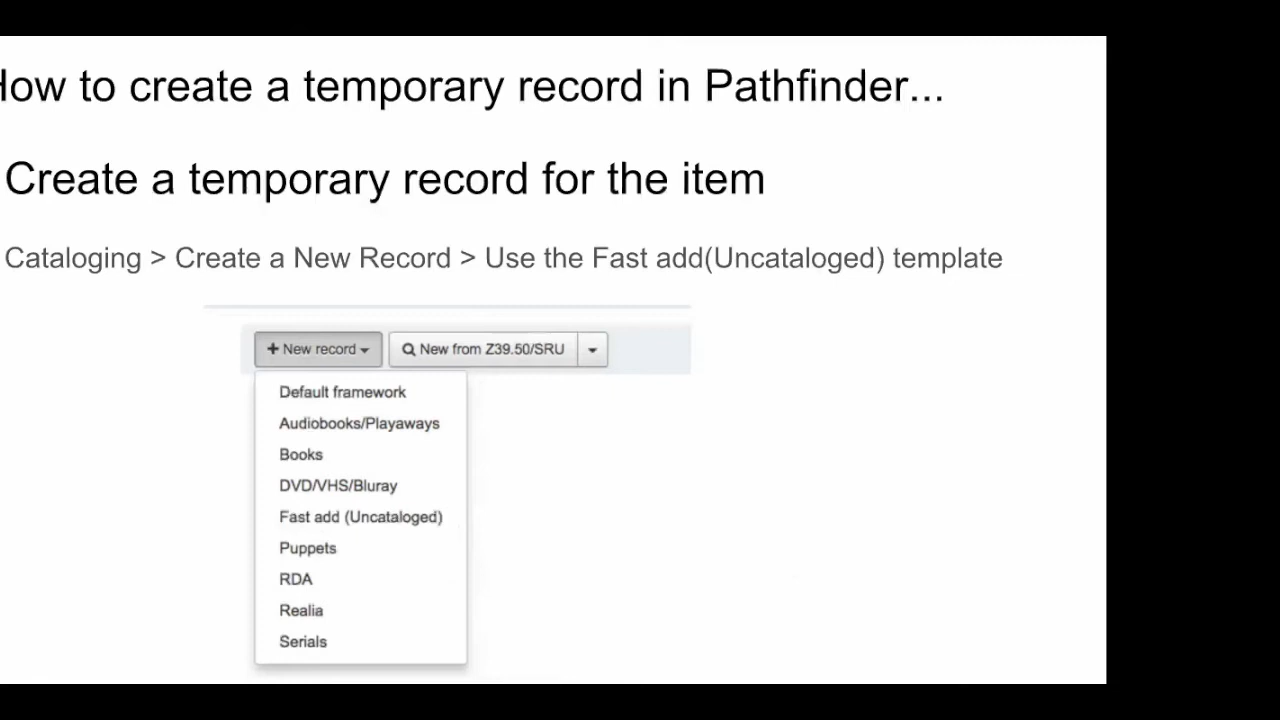 How to create a temporary record in Pathfinder...
Create a temporary record for the item
Cataloging > Create a New Record > Use the Fast add(Uncataloged) template
+ New record
New from Z39.50/SRU
Default framework
Audiobooks/Playaways
Books
DVD/VHS/Bluray
Fast add (Uncataloged)
Puppets
RDA
Realia
Serials